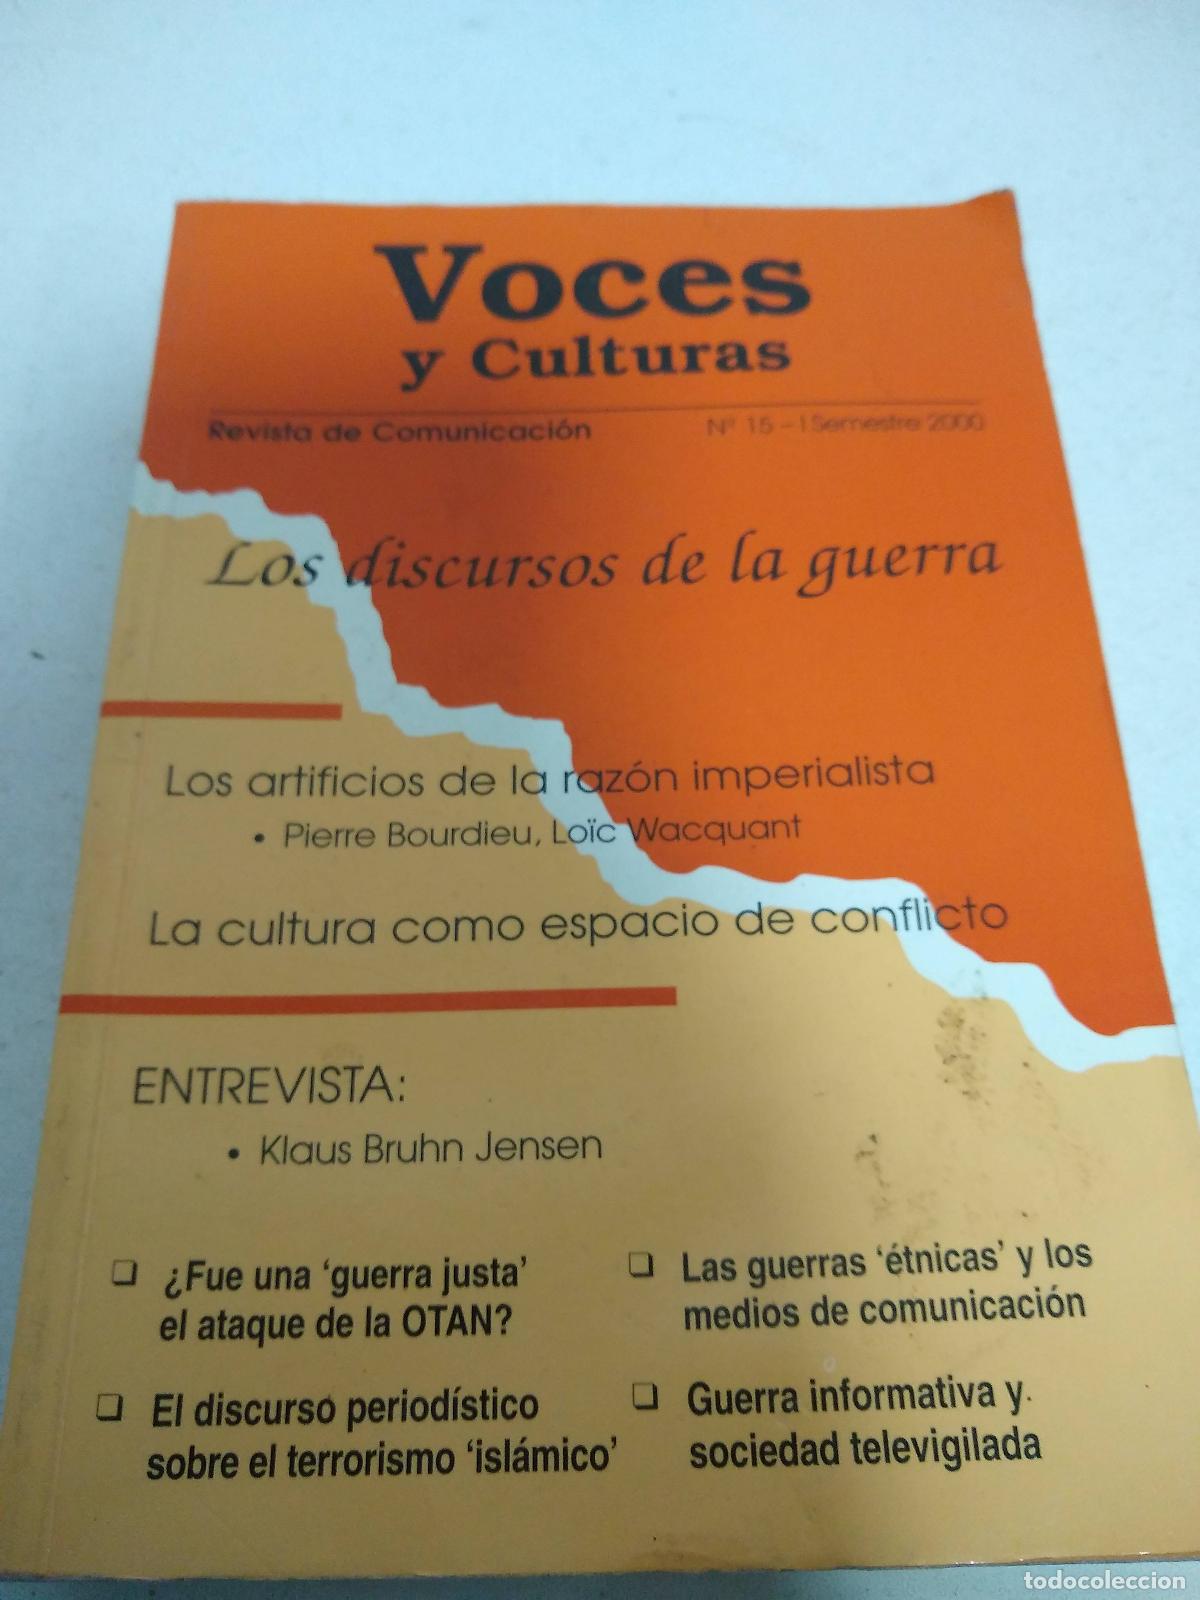 Voces
y Culturas
Revista de Comunicación Nº 15 – I Semestre 2000
Los discursos de la guerra
Los artificios de la razón imperialista
• Pierre Bourdieu, Loïc Wacquant
La cultura como espacio de conflicto
ENTREVISTA:
• Klaus Bruhn Jensen
❏ ¿Fue una ‘guerra justa’
el ataque de la OTAN?
❏ El discurso periodístico
sobre el terrorismo ‘islámico’
❏ Las guerras ‘étnicas’ y los
medios de comunicación
❏ Guerra informativa y
sociedad televigilada
todocoleccion